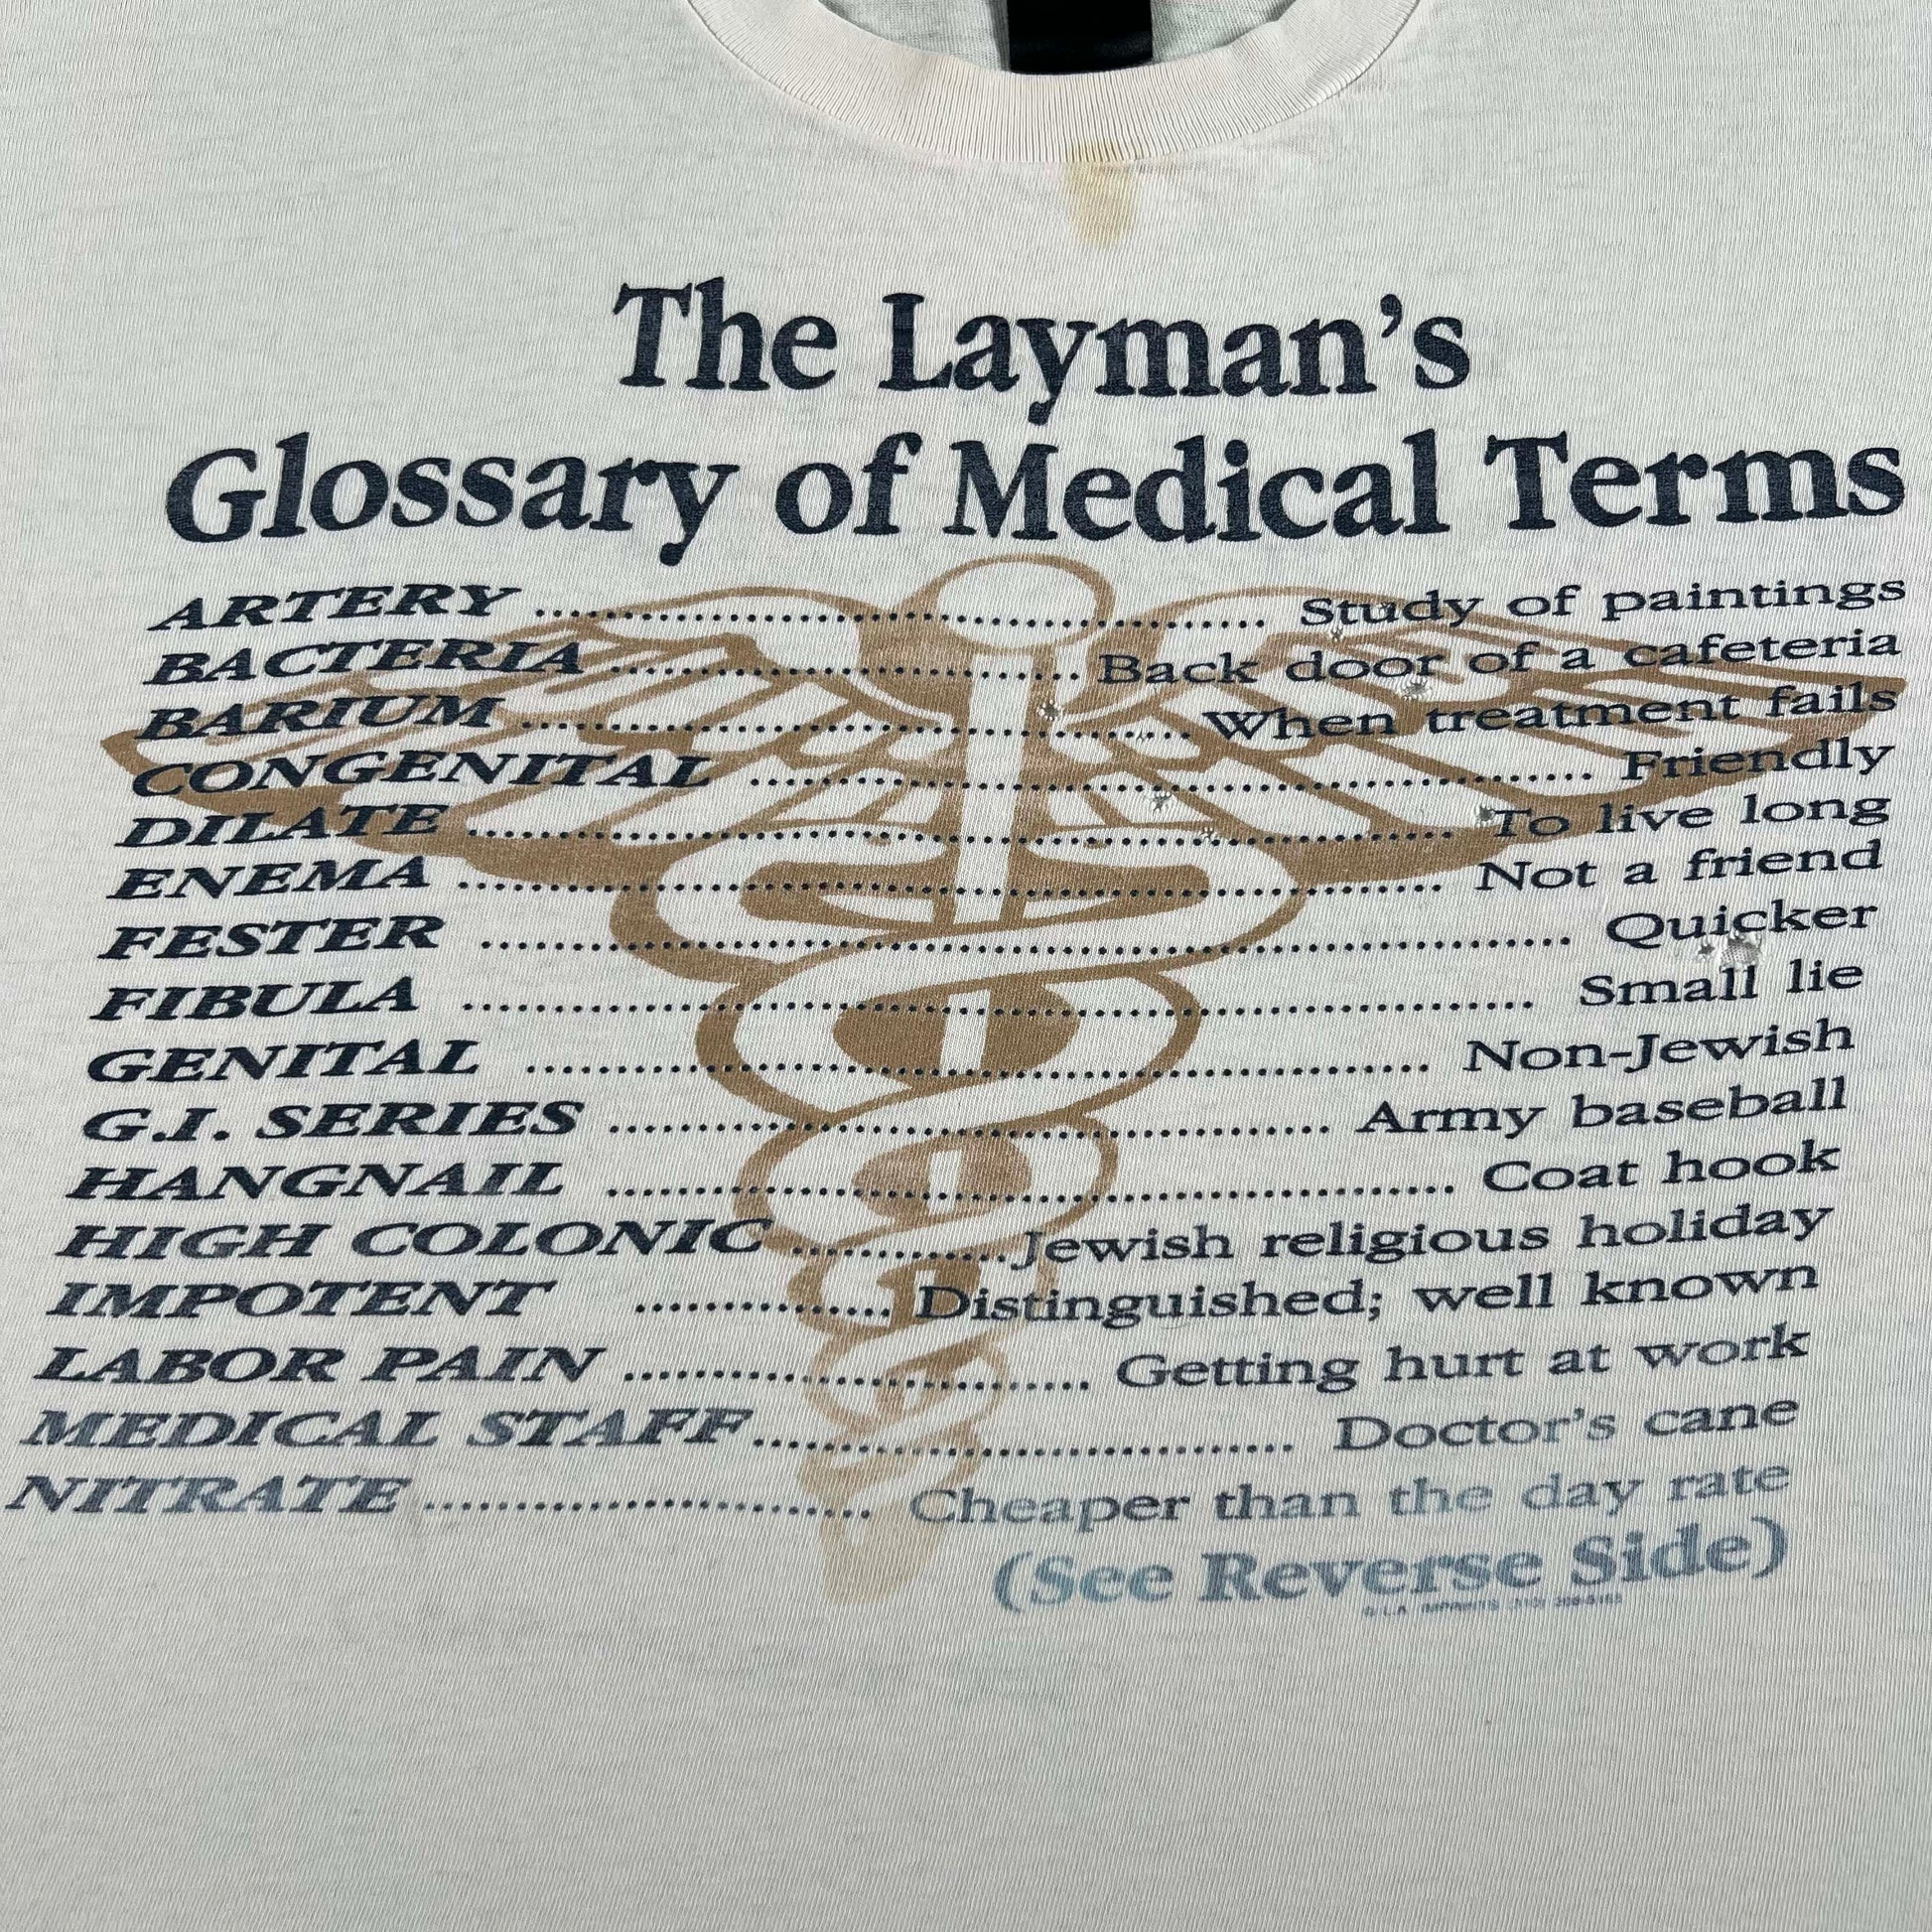 The Layman's
Glossary of Medical Terms
ARTERY ........................................ Study of paintings
BACTERIA ........................... Back door of a cafeteria
BARIUM ...................................... When treatment fails
CONGENITAL ................................................ Friendly
DILATE ........................................................ To live long
ENEMA ........................................................ Not a friend
FESTER .............................................................. Quicker
FIBULA ............................................................. Small lie
GENITAL ................................................... Non-Jewish
G.I. SERIES ......................................... Army baseball
HANGNAIL ................................................ Coat hook
HIGH COLONIC ............ Jewish religious holiday
IMPOTENT ............... Distinguished; well known
LABOR PAIN ........................... Getting hurt at work
MEDICAL STAFF ............................... Doctor's cane
NITRATE .......................... Cheaper than the day rate
(See Reverse Side)
© L.A. IMPRINTS (310)